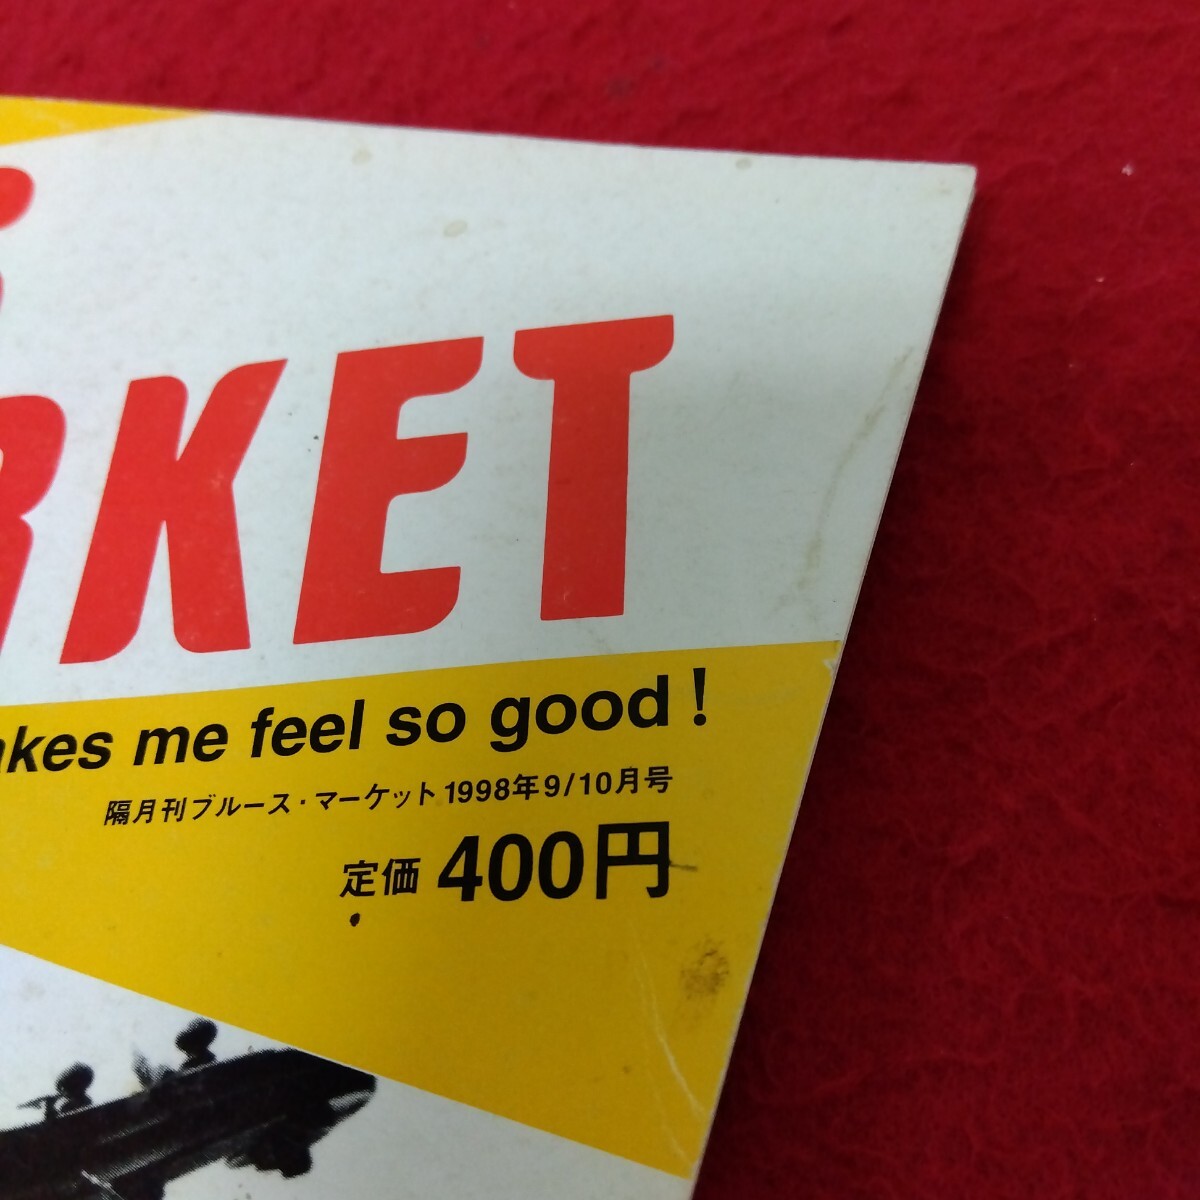 S
RKET
akes me feel so good!
隔月刊ブルース・マーケット 1998年9/10月号
定価 400円